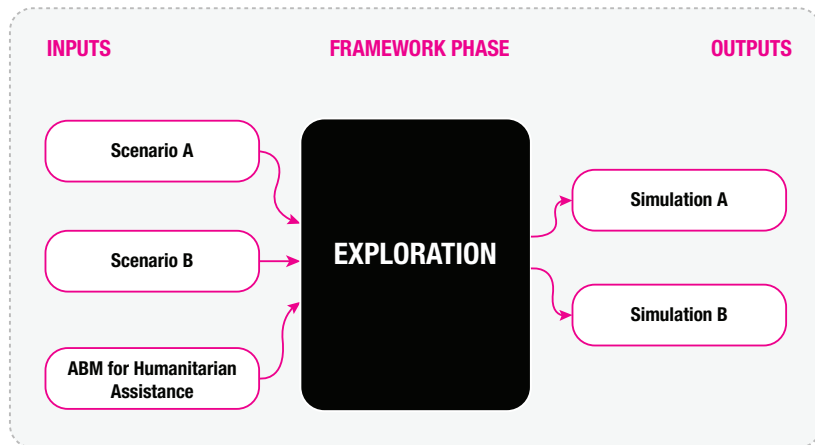 INPUTS
FRAMEWORK PHASE
OUTPUTS
Scenario A
Scenario B
ABM for Humanitarian
Assistance
EXPLORATION
Simulation A
Simulation B